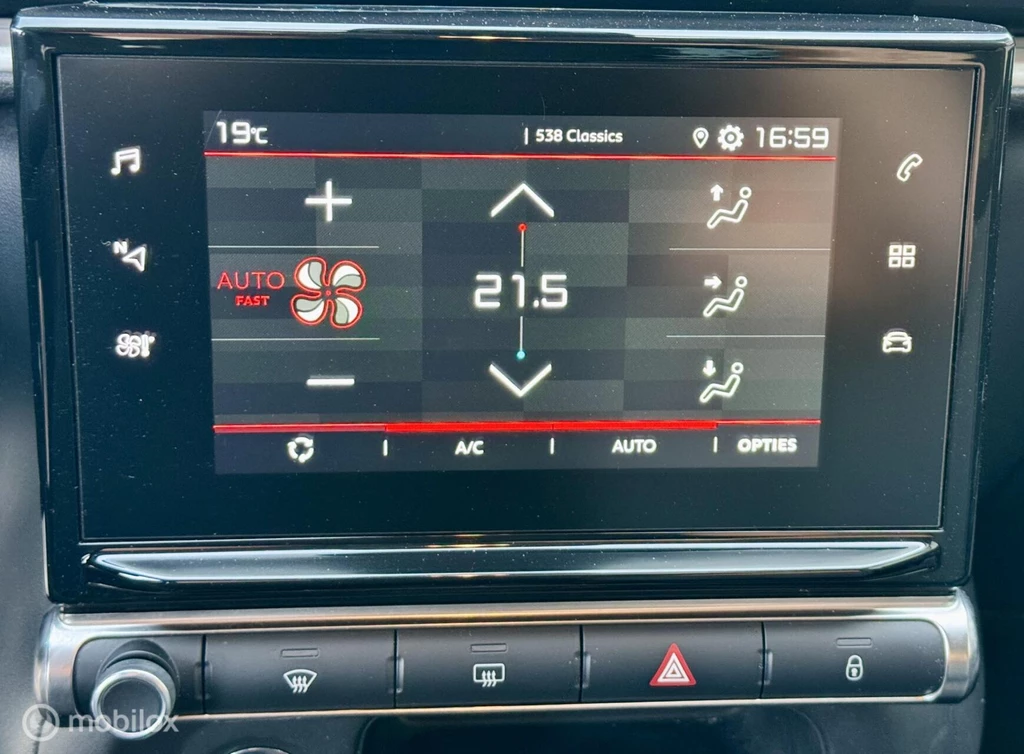 19°C
| 538 Classics
16:59
N
AUTO
FAST
21.5
A/C | AUTO | OPTIES
mobilox